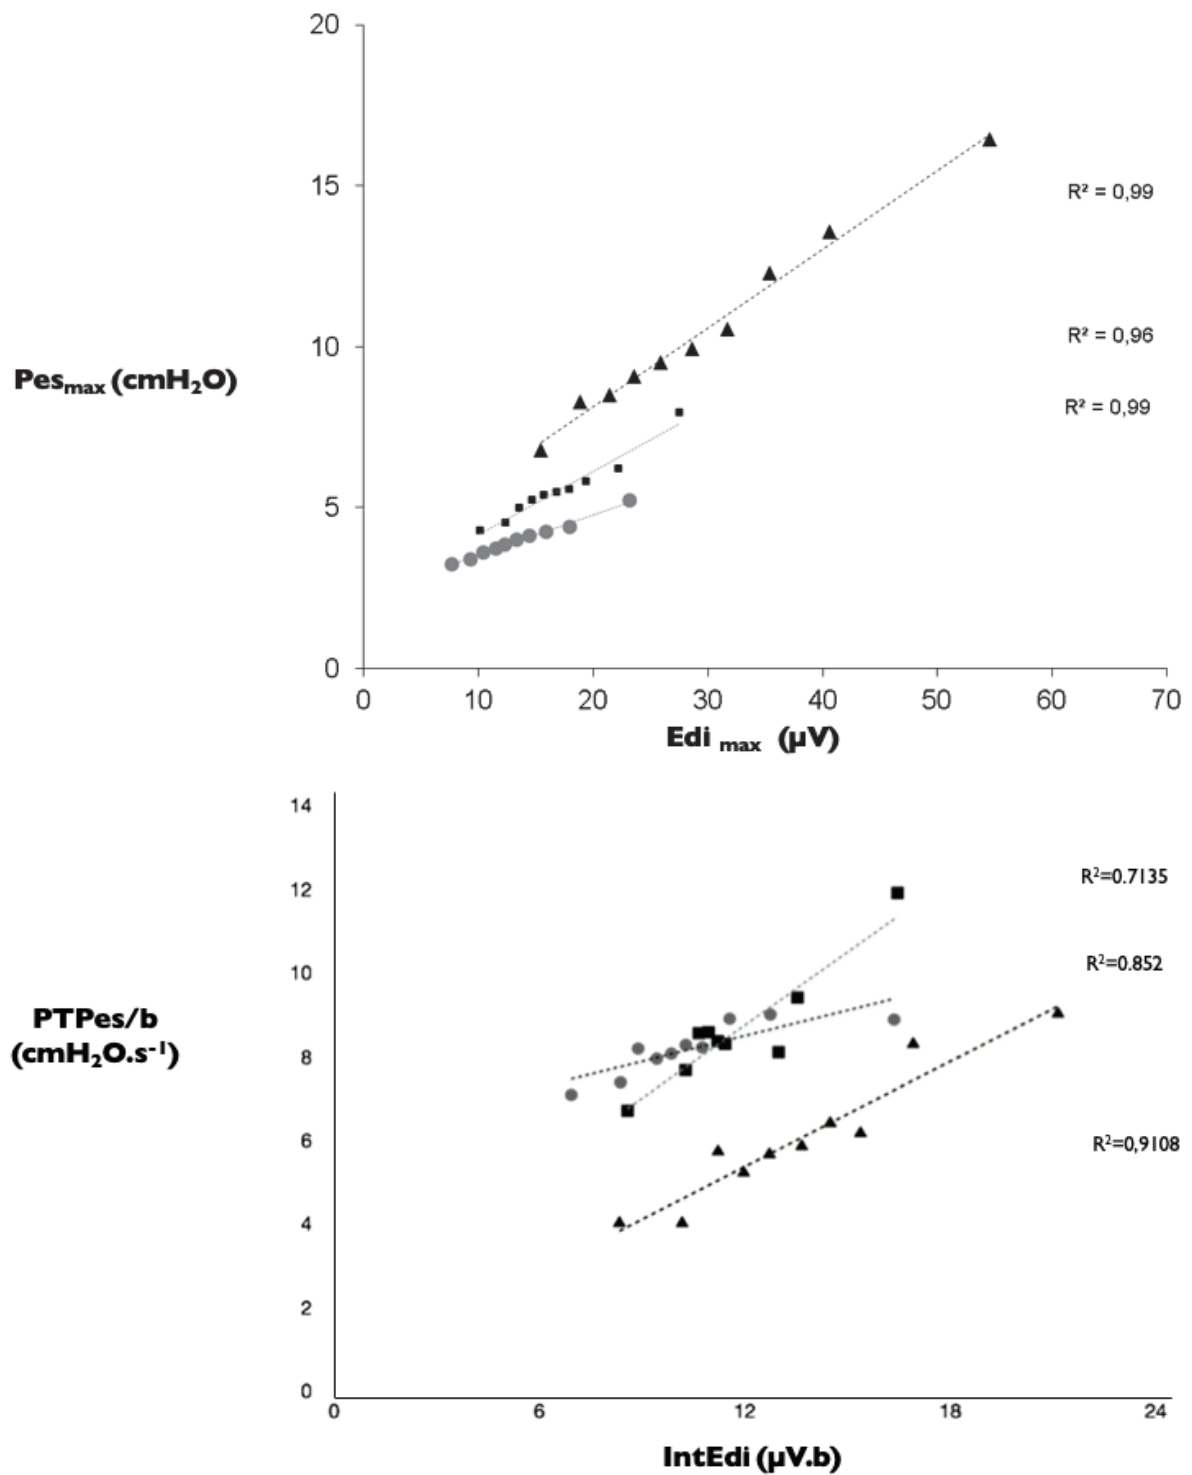 20
15
10
5
0
Pes_max (cmH₂O)
R² = 0,99
R² = 0,96
R² = 0,99
0 10 20 30 40 50 60 70
Edi max (µV)
14
12
10
8
6
4
2
0
PTPes/b
(cmH₂O.s⁻¹)
R²=0.7135
R²=0.852
R²=0,9108
0 6 12 18 24
IntEdi (µV.b)